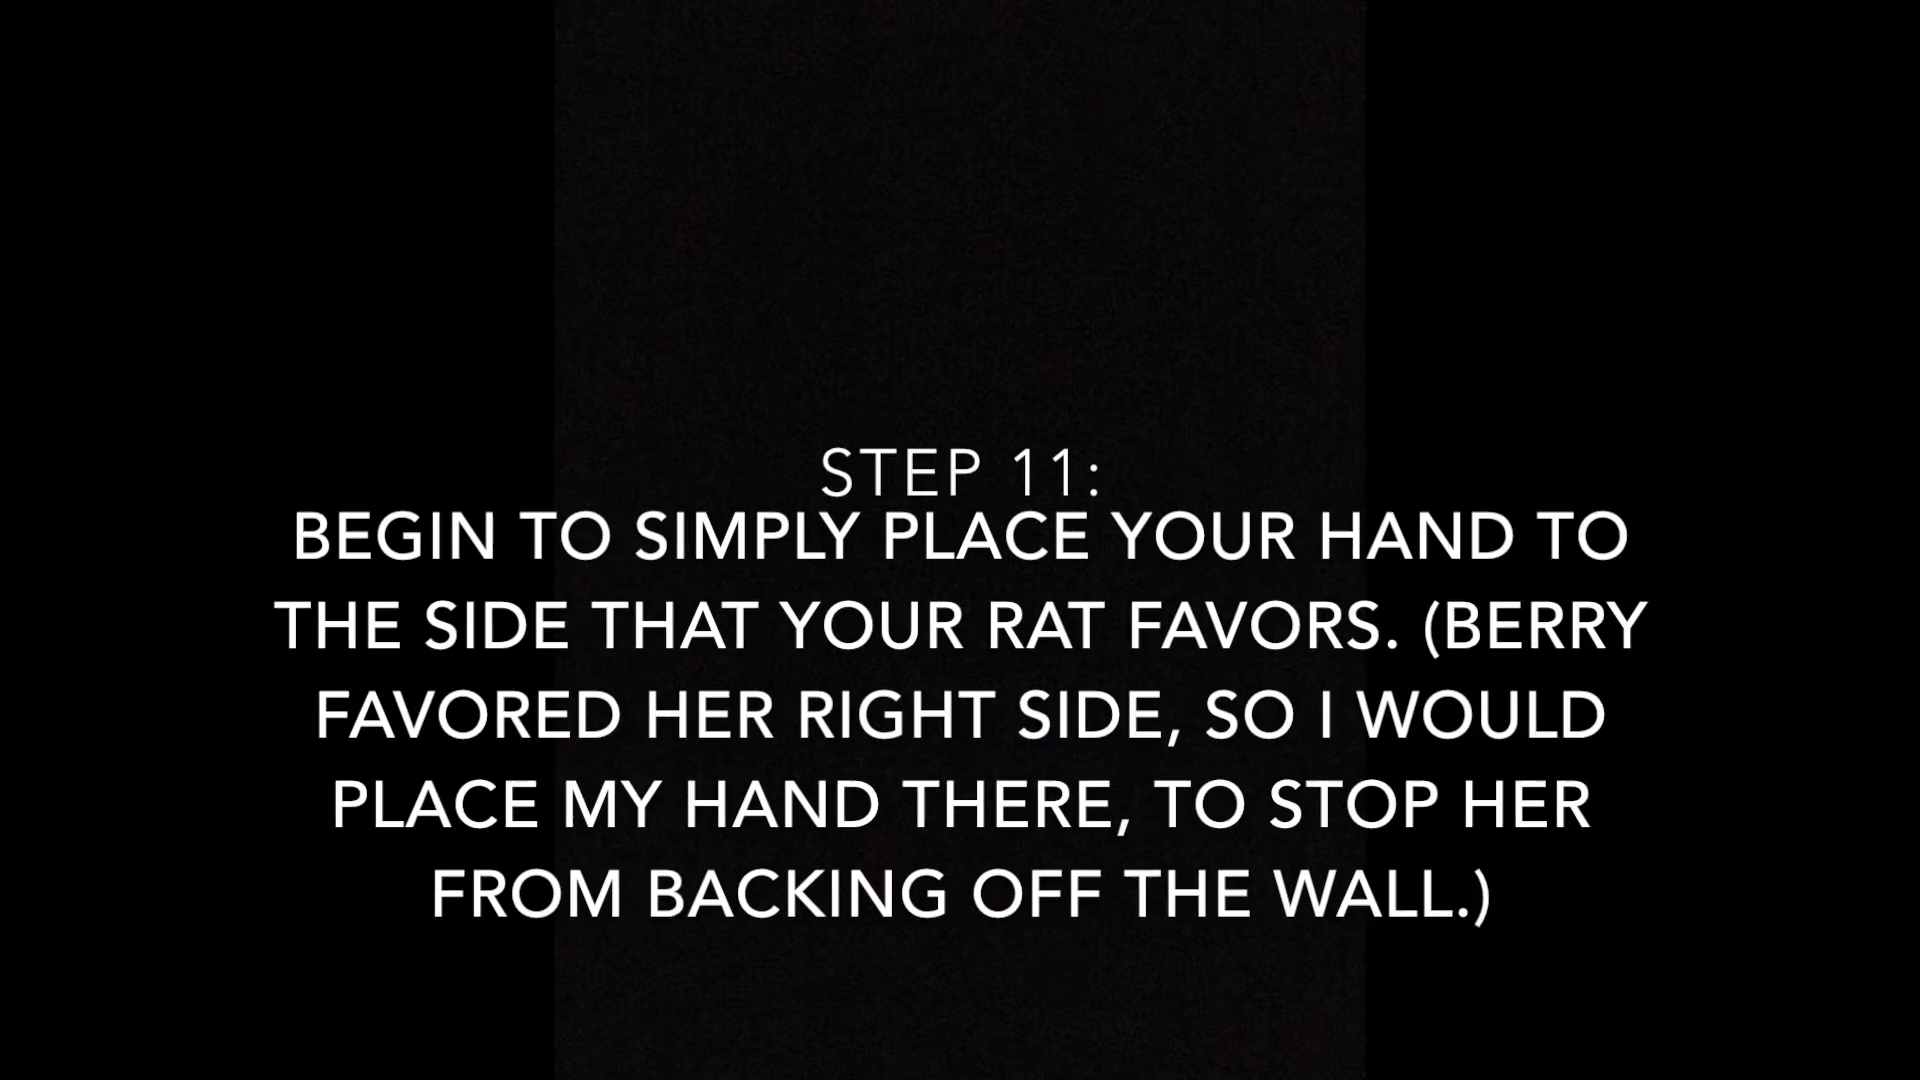 STEP 11:
BEGIN TO SIMPLY PLACE YOUR HAND TO
THE SIDE THAT YOUR RAT FAVORS. (BERRY
FAVORED HER RIGHT SIDE, SO I WOULD
PLACE MY HAND THERE, TO STOP HER
FROM BACKING OFF THE WALL.)